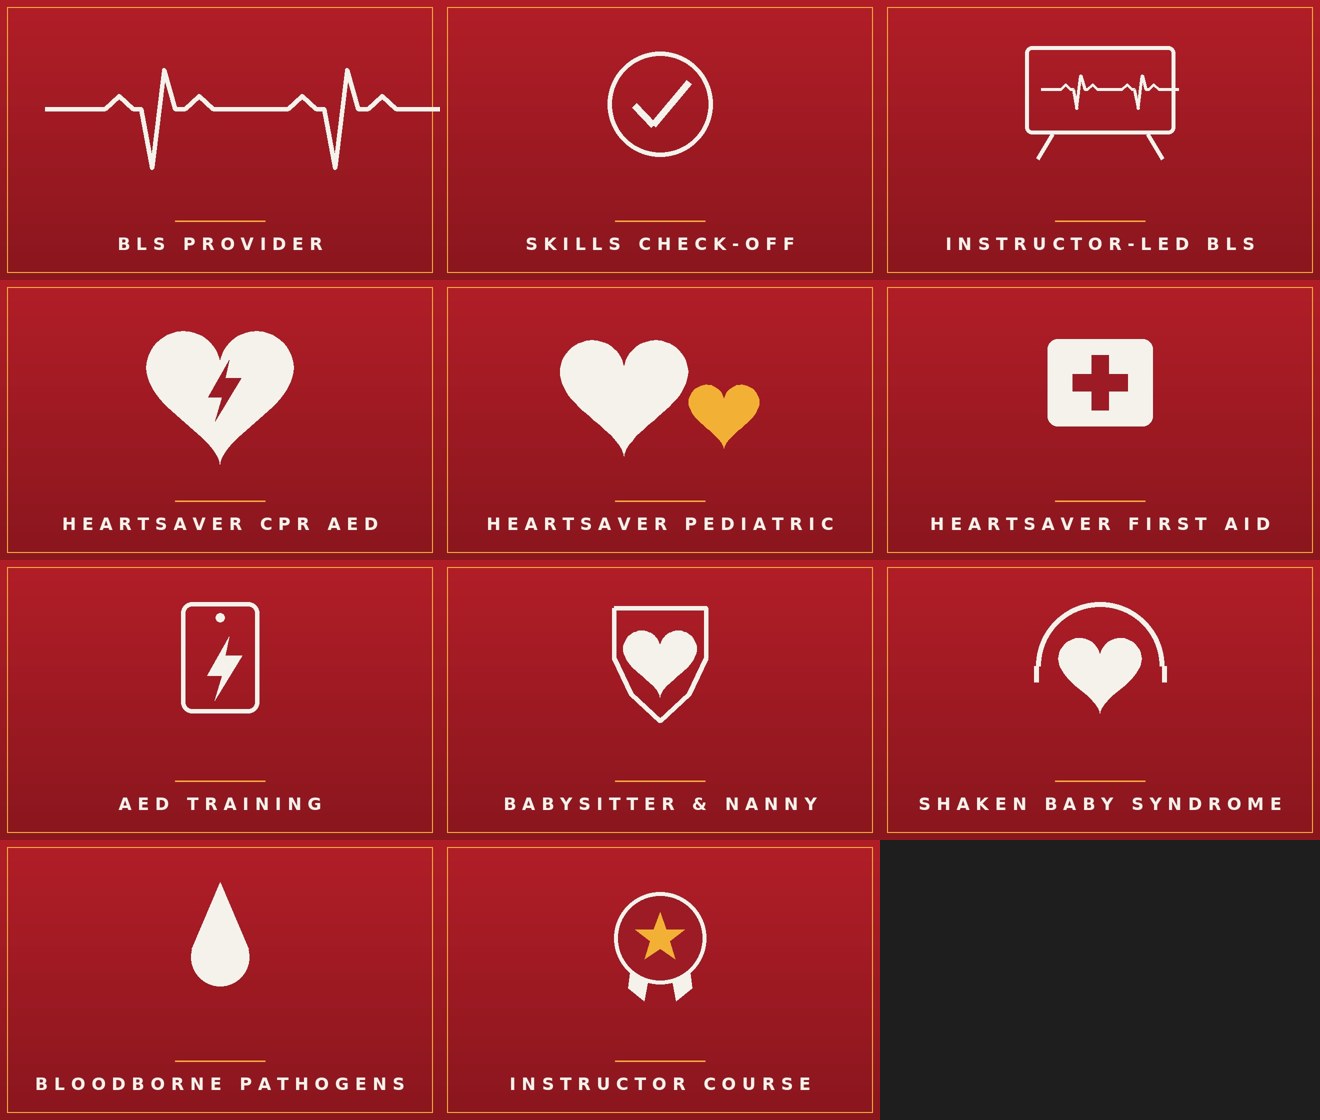 BLS PROVIDER
SKILLS CHECK-OFF
INSTRUCTOR-LED BLS
HEARTSAVER CPR AED
HEARTSAVER PEDIATRIC
HEARTSAVER FIRST AID
AED TRAINING
BABYSITTER & NANNY
SHAKEN BABY SYNDROME
BLOODBORNE PATHOGENS
INSTRUCTOR COURSE